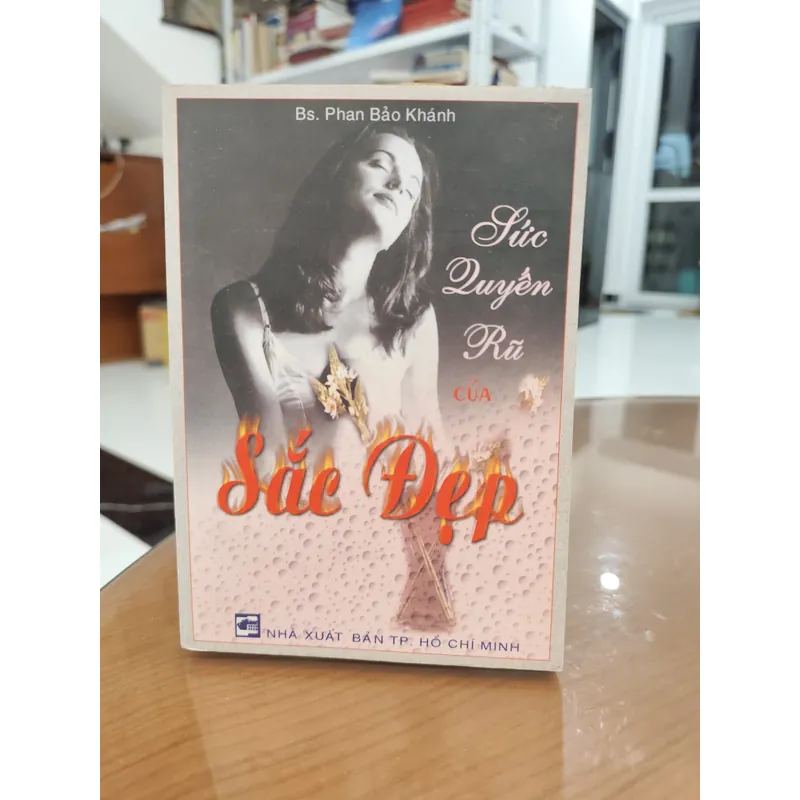 Bs. Phan Bảo Khánh
Sức
Quyến
Rũ
CỦA
Sắc Đẹp
NHÀ XUẤT BẢN TP. HỒ CHÍ MINH